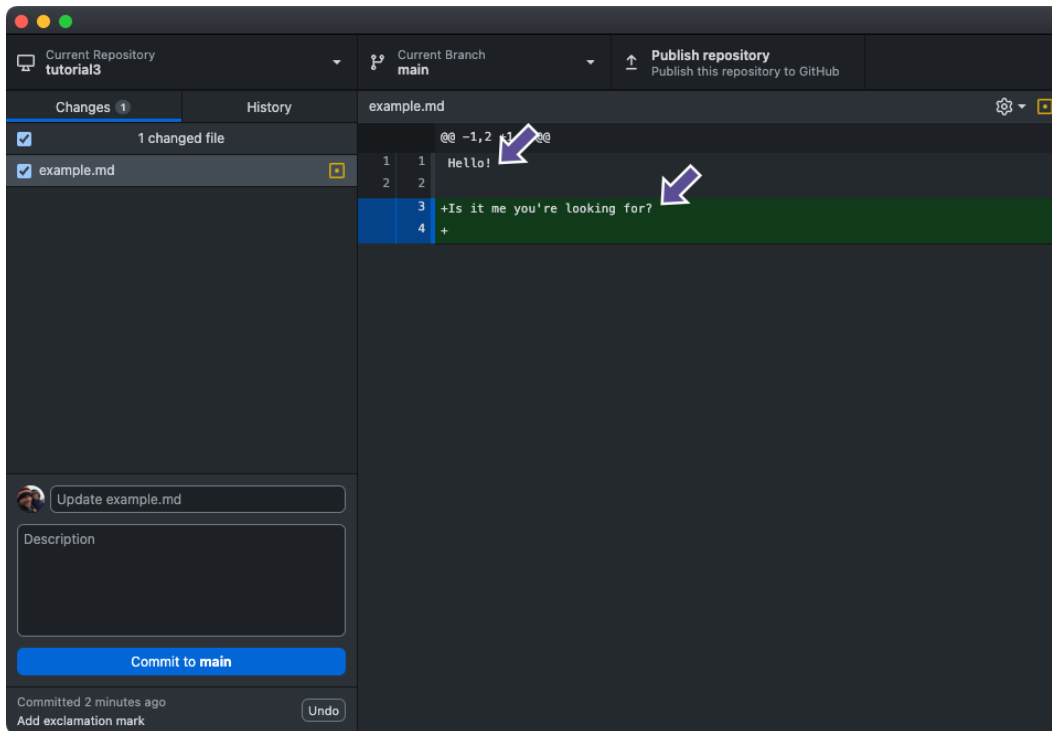 Current Repository
tutorial3
Current Branch
main
Publish repository
Publish this repository to GitHub
Changes 1
History
1 changed file
example.md
example.md
@@ -1,2 @@
1 1 Hello!
2 2
3 +Is it me you're looking for?
4 +
Update example.md
Description
Commit to main
Committed 2 minutes ago
Add exclamation mark
Undo